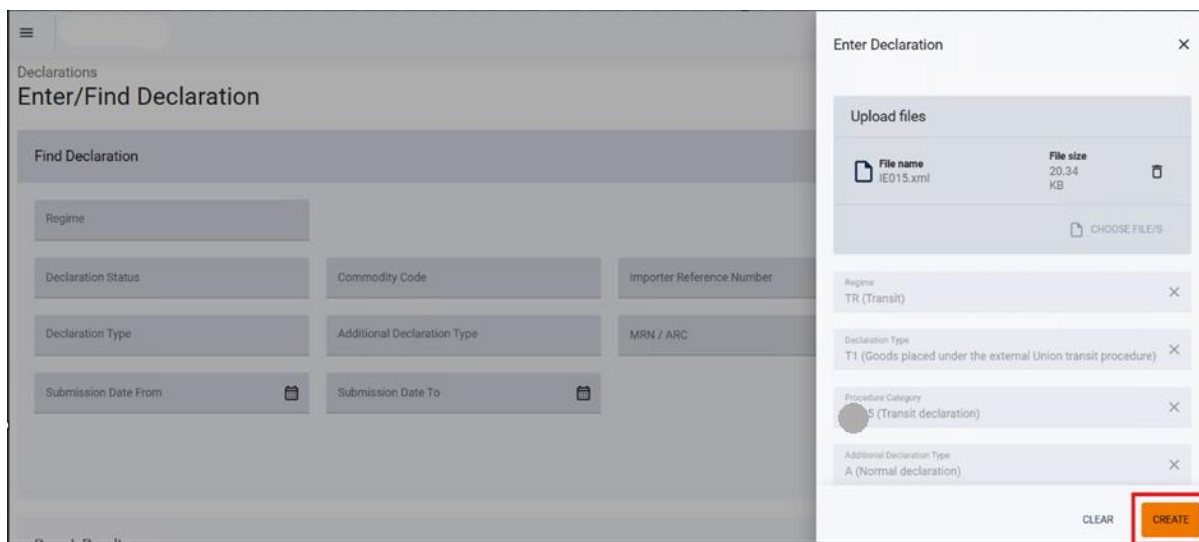 Declarations
Enter/Find Declaration
Find Declaration
Regime
Declaration Status
Commodity Code
Importer Reference Number
Declaration Type
Additional Declaration Type
MRN / ARC
Submission Date From
Submission Date To
Enter Declaration
Upload files
File name
IE015.xml
File size
20.34
KB
CHOOSE FILE/S
Regime
TR (Transit)
Declaration Type
T1 (Goods placed under the external Union transit procedure)
Procedure Category
5 (Transit declaration)
Additional Declaration Type
A (Normal declaration)
CLEAR
CREATE